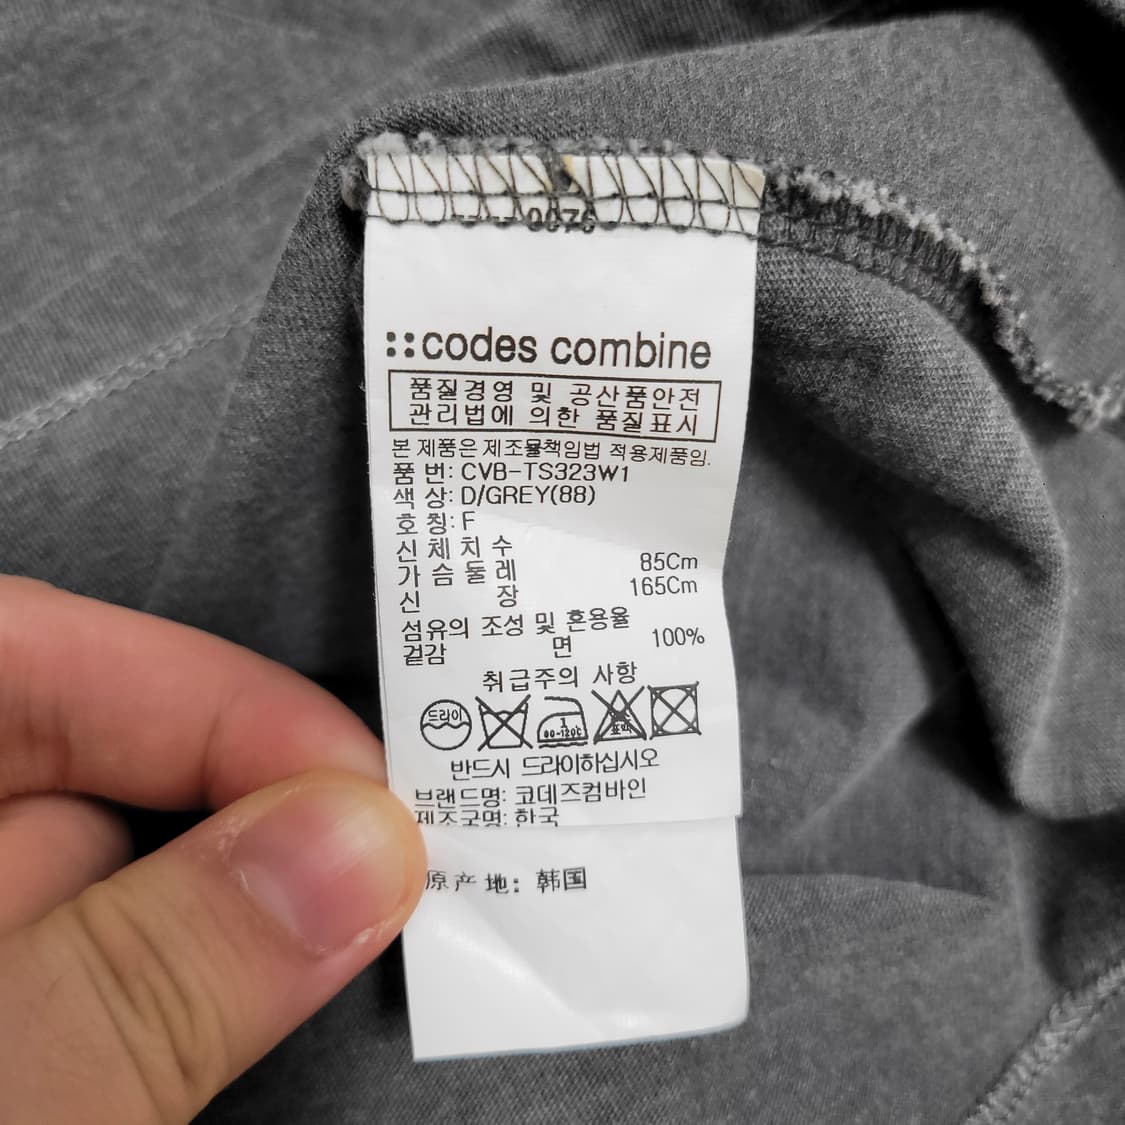 ::codes combine
품질경영 및 공산품안전
관리법에 의한 품질표시
본 제품은 제조물책임법 적용제품임.
품 번: CVB-TS323W1
색 상: D/GREY(88)
호 칭: F
신 체 치 수
가 슴 둘 레 85Cm
신 장 165Cm
섬유의 조성 및 혼용율
겉감 면 100%
취급주의 사항
드라이
반드시 드라이하십시오
브랜드명: 코데즈컴바인
제조국명: 한국
原产地: 韩国